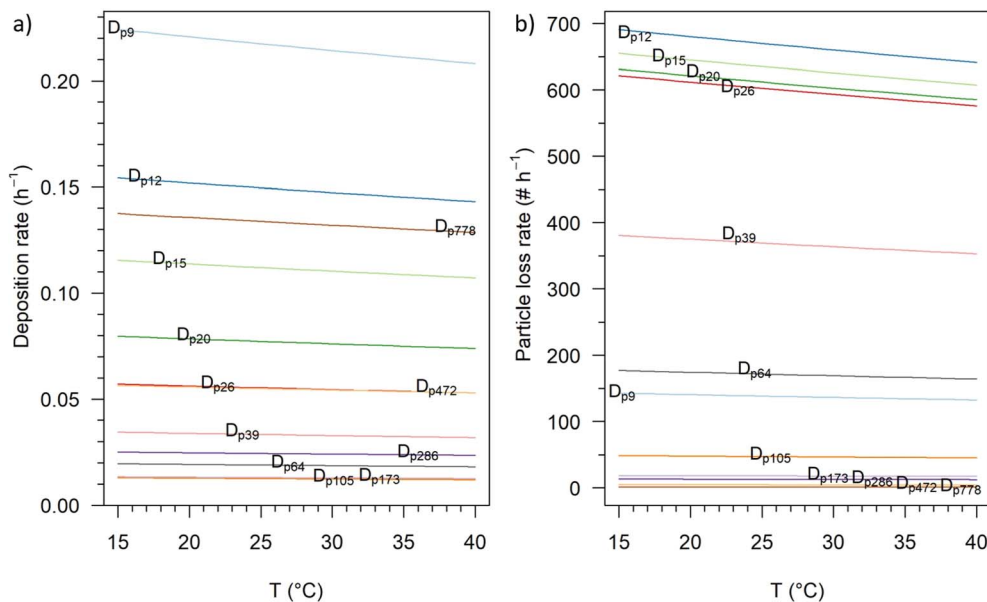 a)
Deposition rate (h⁻¹)
0.20
0.15
0.10
0.05
0.00
Dp9
Dp12
Dp778
Dp15
Dp20
Dp26
Dp472
Dp39
Dp286
Dp64
Dp105
Dp173
15 20 25 30 35 40
T (°C)
b)
Particle loss rate (# h⁻¹)
700
600
500
400
300
200
100
0
Dp12
Dp15
Dp20
Dp26
Dp39
Dp64
Dp9
Dp105
Dp173
Dp286
Dp472
Dp778
15 20 25 30 35 40
T (°C)